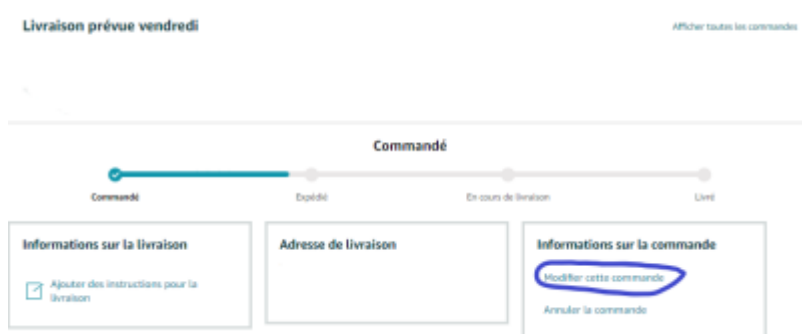 Livraison prévue vendredi
Afficher toutes les commandes
Commandé
Commandé
Expédié
En cours de livraison
Livré
Informations sur la livraison
Ajouter des instructions pour la
livraison
Adresse de livraison
Informations sur la commande
Modifier cette commande
Annuler la commande